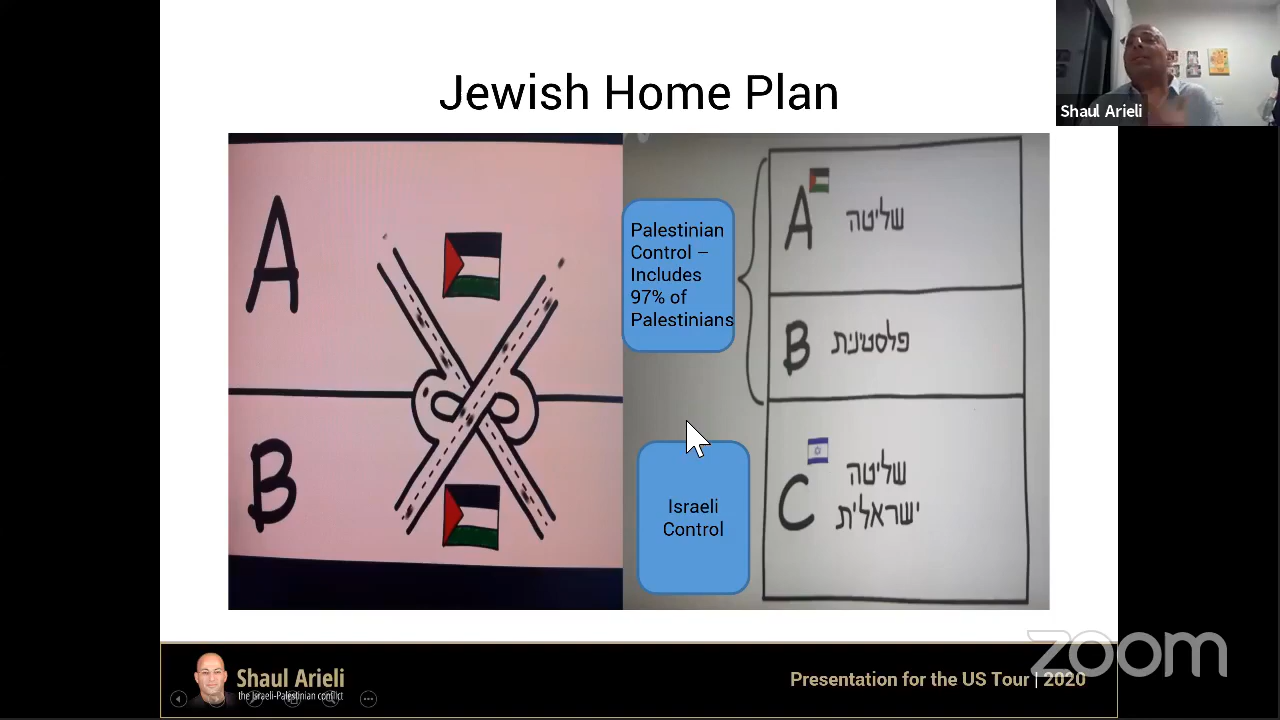 Jewish Home Plan
Shaul Arieli
A
B
Palestinian
Control –
Includes
97% of
Palestinians
Israeli
Control
A
שליטה
B
פלסטינית
C
שליטה
ישראלית
Shaul Arieli
the Israeli-Palestinian conflict
Presentation for the US Tour | 2020
zoom